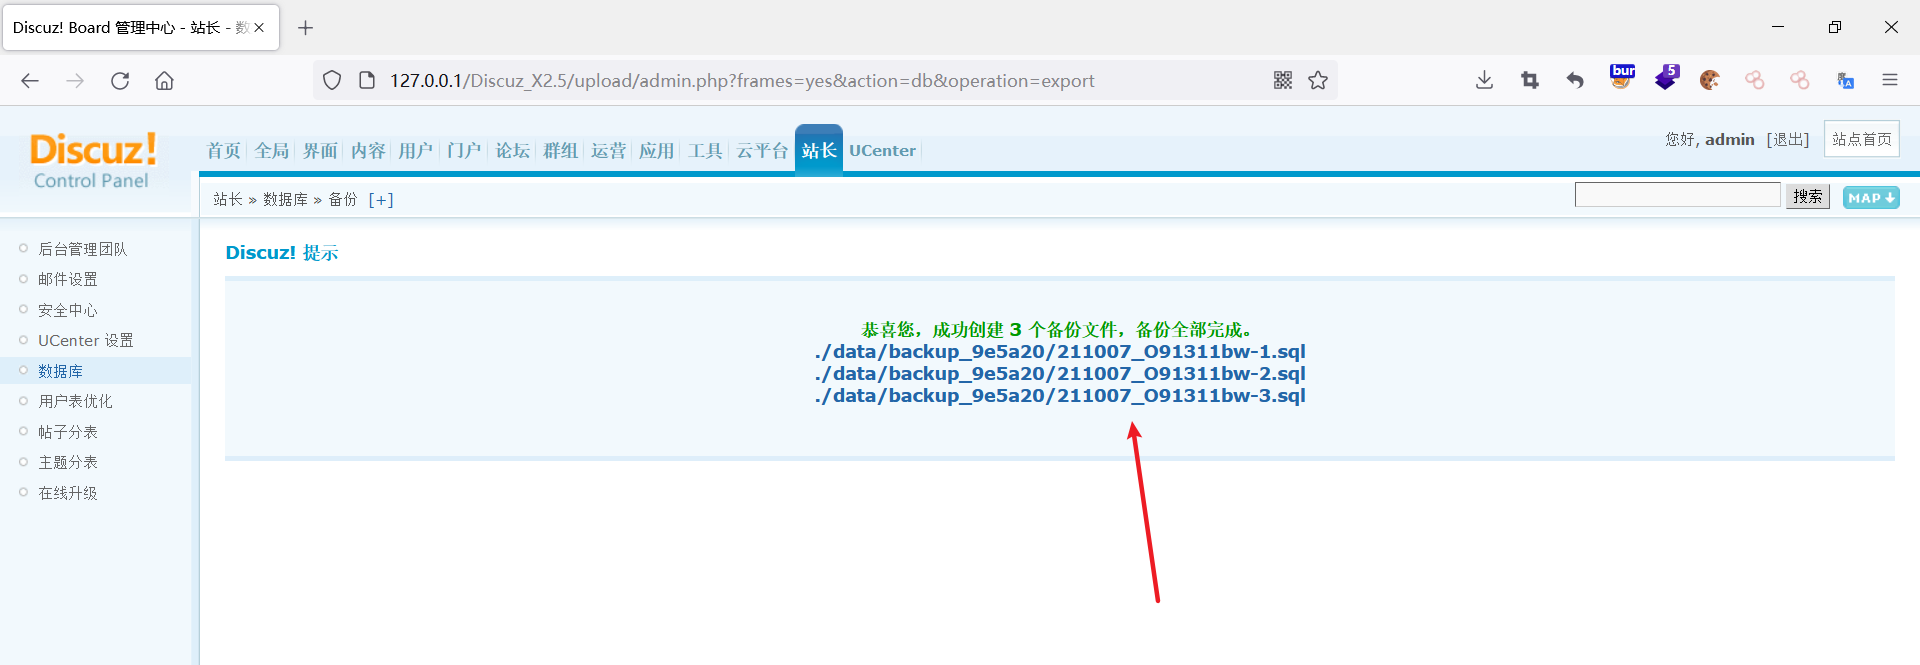 Discuz! Board 管理中心 - 站长 - 数
127.0.0.1/Discuz_X2.5/upload/admin.php?frames=yes&action=db&operation=export
bur
5
Discuz!
Control Panel
首页 全局 界面 内容 用户 门户 论坛 群组 运营 应用 工具 云平台 站长 UCenter
您好, admin [退出] 站点首页
站长 » 数据库 » 备份 [+]
搜索
MAP
后台管理团队
邮件设置
安全中心
UCenter 设置
数据库
用户表优化
帖子分表
主题分表
在线升级
Discuz! 提示
恭喜您，成功创建 3 个备份文件，备份全部完成。
./data/backup_9e5a20/211007_O91311bw-1.sql
./data/backup_9e5a20/211007_O91311bw-2.sql
./data/backup_9e5a20/211007_O91311bw-3.sql